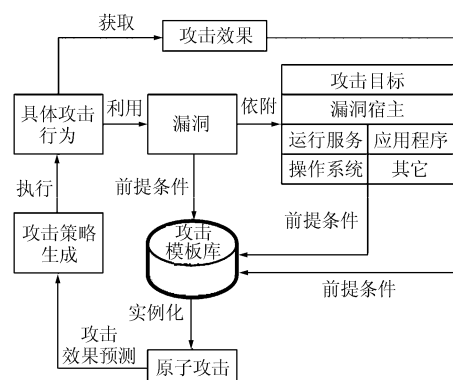 获取
攻击效果
具体攻击
行为
利用
漏洞
依附
攻击目标
漏洞宿主
运行服务
应用程序
操作系统
其它
执行
前提条件
前提条件
攻击策略
生成
攻击
模板库
前提条件
实例化
攻击
效果预测
原子攻击